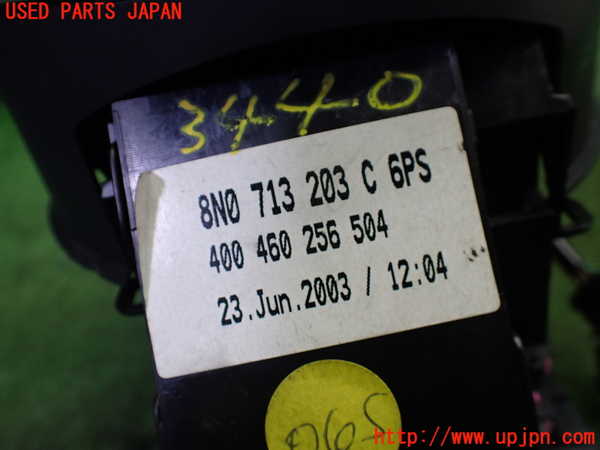 USED PARTS JAPAN
3440
8N0 713 203 C 6PS
400 460 256 504
23.Jun.2003 / 12:04
065
http://www.upjpn.com/